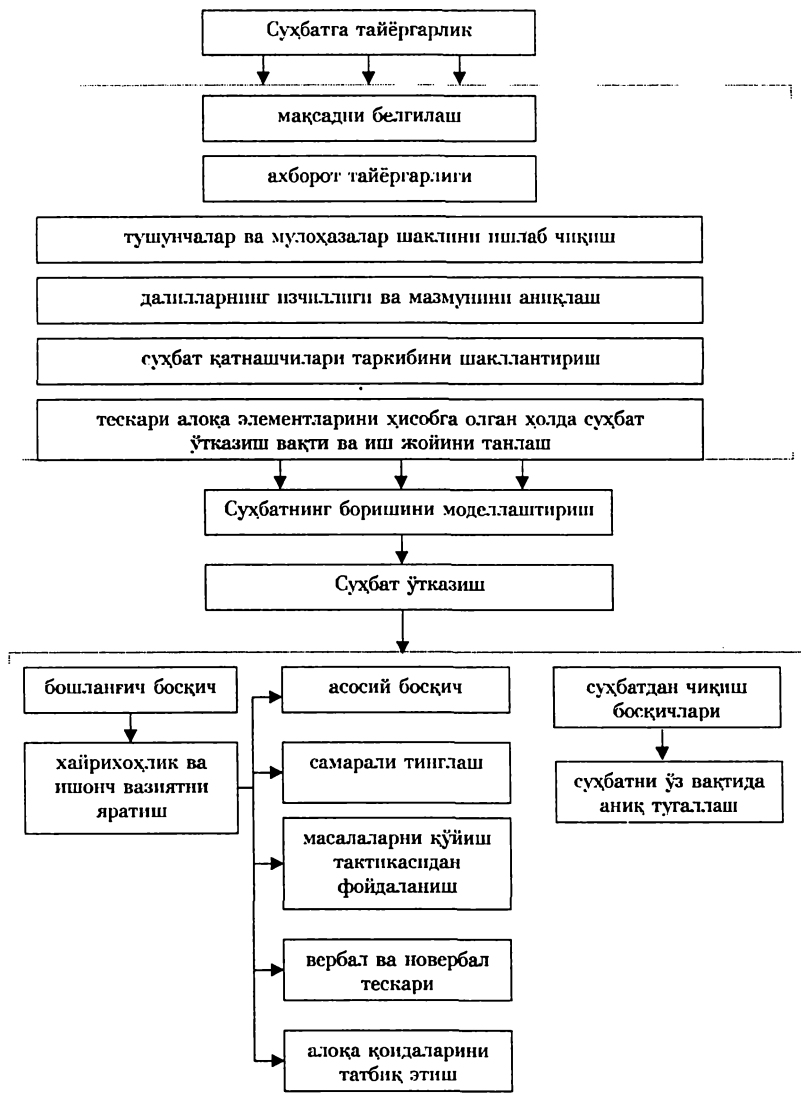 Суҳбатга тайёргарлик
мақсадни белгилаш
ахборот тайёргарлиги
тушунчалар ва мулоҳазалар шаклини ишлаб чиқиш
далилларнинг изчиллиги ва мазмунини аниқлаш
суҳбат қатнашчилари таркибини шакллантириш
тескари алоқа элементларини ҳисобга олган ҳолда суҳбат
ўтказиш вақти ва иш жойини танлаш
Суҳбатнинг боришини моделлаштириш
Суҳбат ўтказиш
бошланғич босқич
хайрихоҳлик ва
ишонч вазиятни
яратиш
асосий босқич
самарали тинглаш
масалаларни қўйиш
тактикасидан
фойдаланиш
вербал ва новербал
тескари
алоқа қоидаларини
татбиқ этиш
суҳбатдан чиқиш
босқичлари
суҳбатни ўз вақтида
аниқ тугаллаш